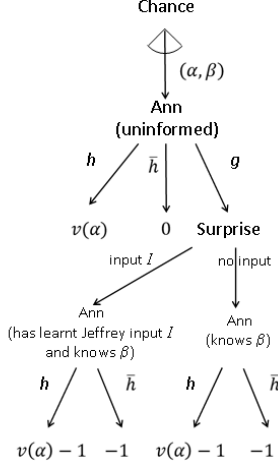 Chance
(α, β)
Ann
(uninformed)
h h̄ g
v(α) 0 Surprise
input I no input
Ann
(has learnt Jeffrey input I
and knows β)
Ann
(knows β)
h h̄ h h̄
v(α) − 1 −1 v(α) − 1 −1